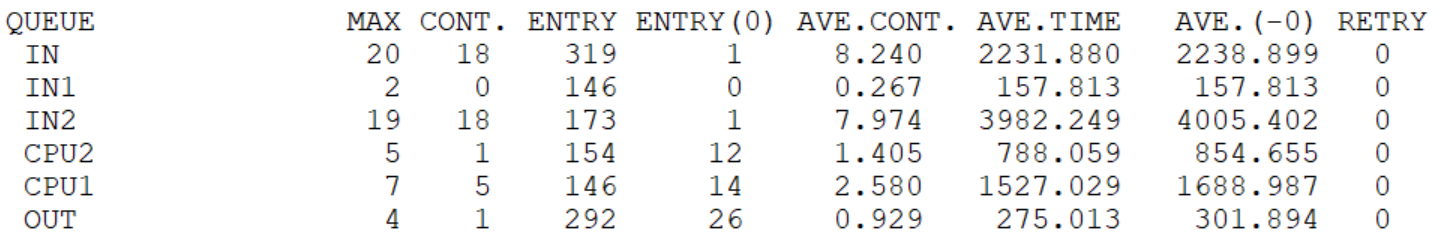 QUEUE MAX CONT. ENTRY ENTRY(0) AVE.CONT. AVE.TIME AVE.(-0) RETRY
IN 20 18 319 1 8.240 2231.880 2238.899 0
IN1 2 0 146 0 0.267 157.813 157.813 0
IN2 19 18 173 1 7.974 3982.249 4005.402 0
CPU2 5 1 154 12 1.405 788.059 854.655 0
CPU1 7 5 146 14 2.580 1527.029 1688.987 0
OUT 4 1 292 26 0.929 275.013 301.894 0